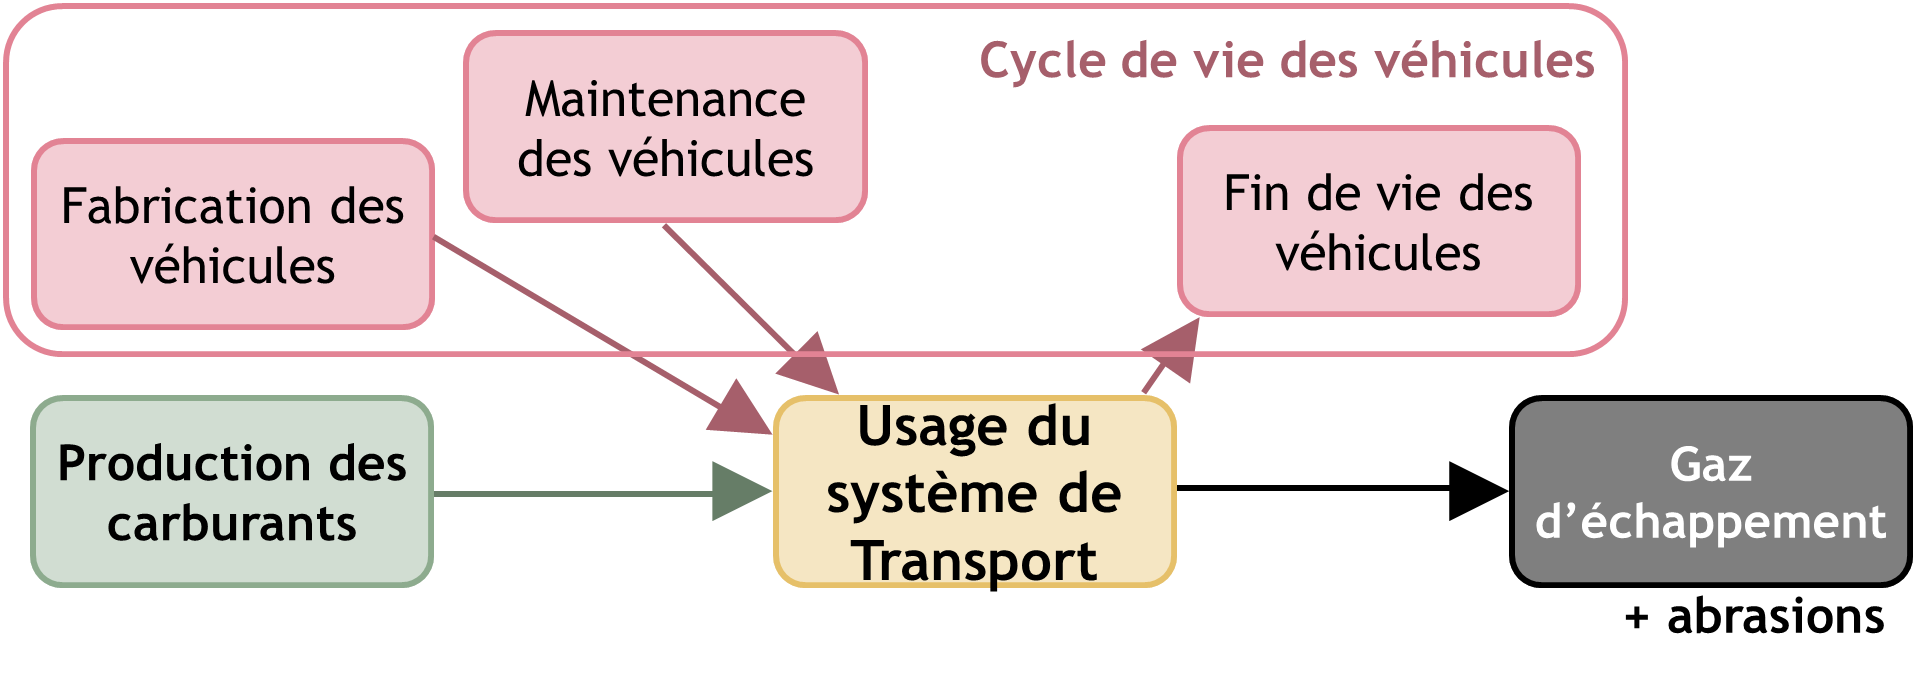 Cycle de vie des véhicules
Maintenance
des véhicules
Fabrication des
véhicules
Fin de vie des
véhicules
Production des
carburants
Usage du
système de
Transport
Gaz
d’échappement
+ abrasions